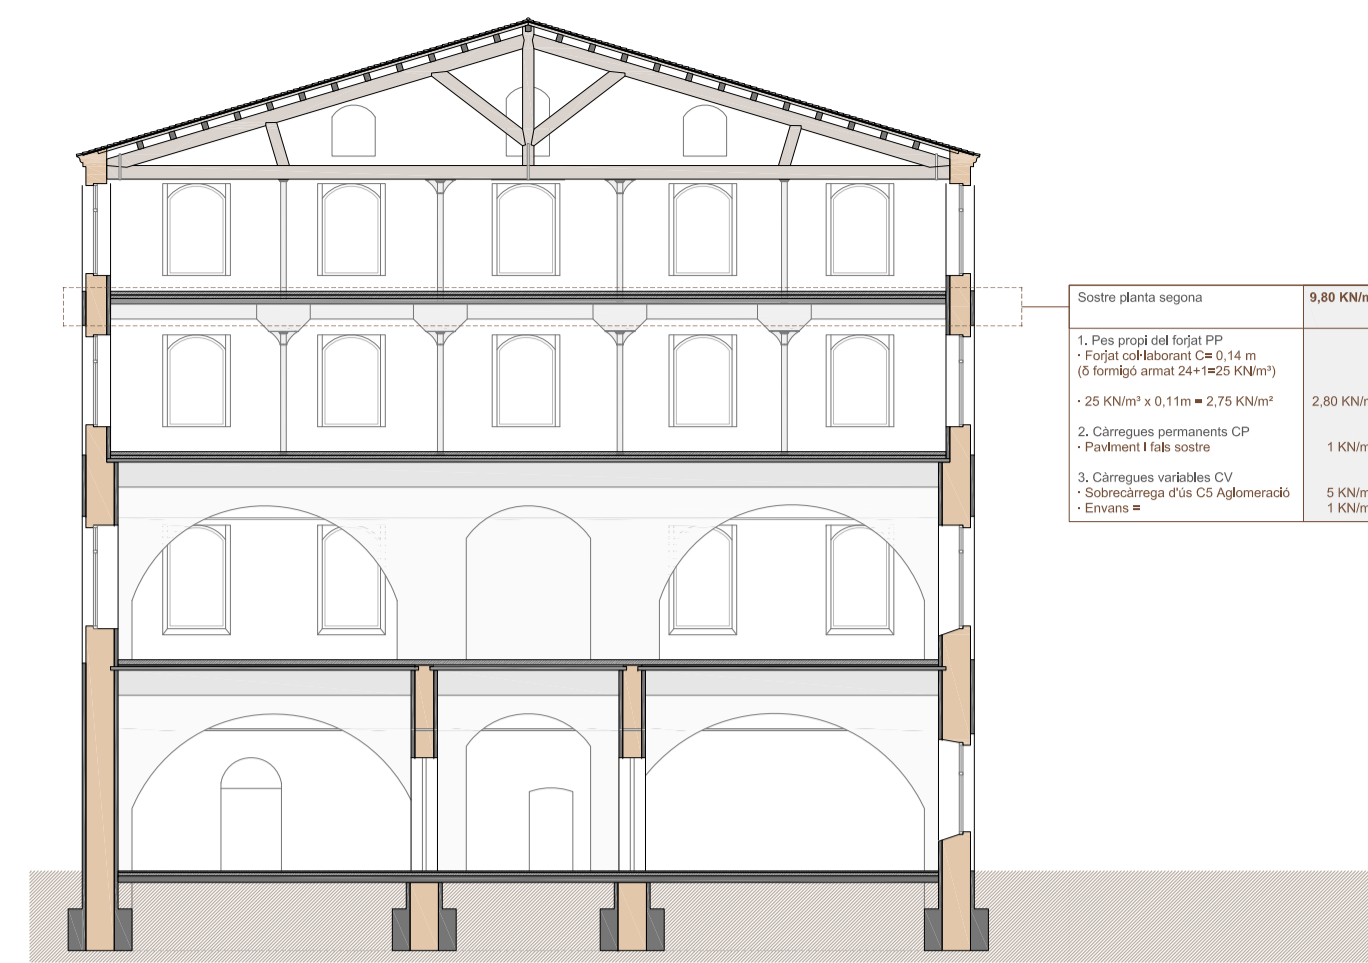 Sostre planta segona 9,80 KN/m
1. Pes propi del forjat PP
· Forjat col·laborant C= 0,14 m
(δ formigó armat 24+1=25 KN/m³)
· 25 KN/m³ x 0,11m = 2,75 KN/m² 2,80 KN/m
2. Càrregues permanents CP
· Paviment i fals sostre 1 KN/m
3. Càrregues variables CV
· Sobrecàrrega d'ús C5 Aglomeració 5 KN/m
· Envans = 1 KN/m